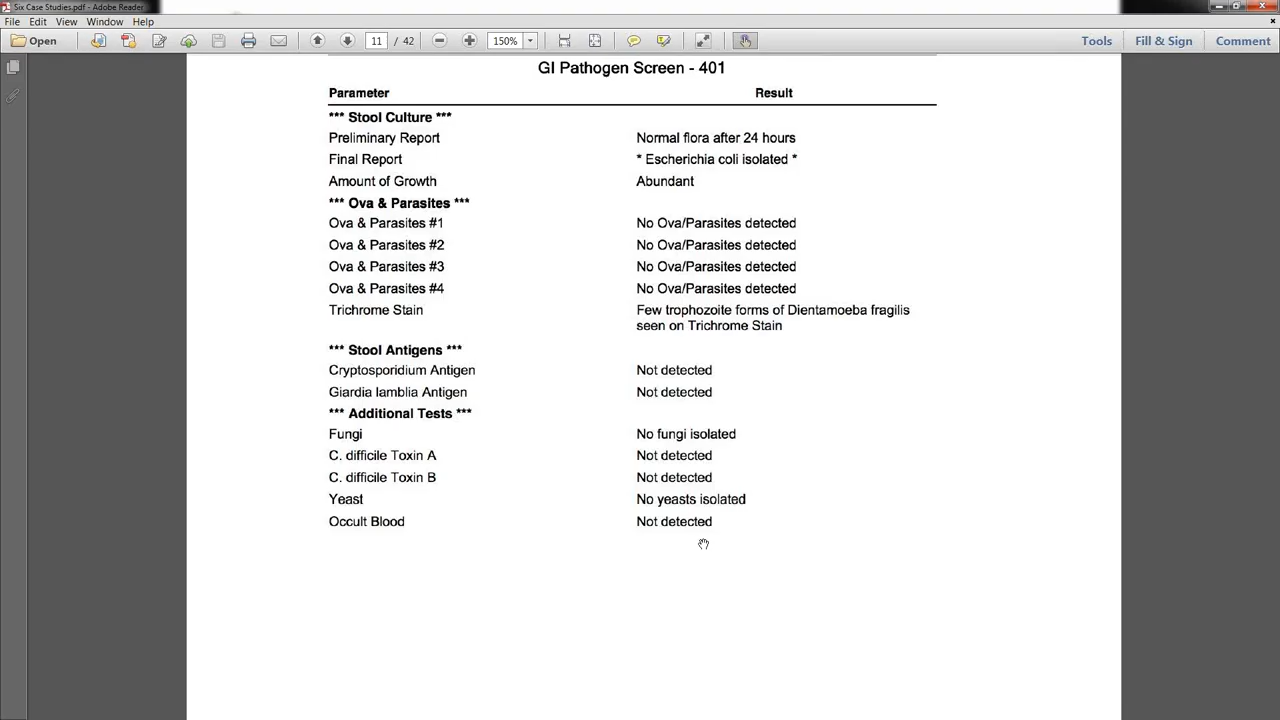 Six Case Studies.pdf - Adobe Reader
File Edit View Window Help
Open 11 / 42 150% Tools Fill & Sign Comment
GI Pathogen Screen - 401
Parameter Result
*** Stool Culture ***
Preliminary Report Normal flora after 24 hours
Final Report * Escherichia coli isolated *
Amount of Growth Abundant
*** Ova & Parasites ***
Ova & Parasites #1 No Ova/Parasites detected
Ova & Parasites #2 No Ova/Parasites detected
Ova & Parasites #3 No Ova/Parasites detected
Ova & Parasites #4 No Ova/Parasites detected
Trichrome Stain Few trophozoite forms of Dientamoeba fragilis
seen on Trichrome Stain
*** Stool Antigens ***
Cryptosporidium Antigen Not detected
Giardia lamblia Antigen Not detected
*** Additional Tests ***
Fungi No fungi isolated
C. difficile Toxin A Not detected
C. difficile Toxin B Not detected
Yeast No yeasts isolated
Occult Blood Not detected